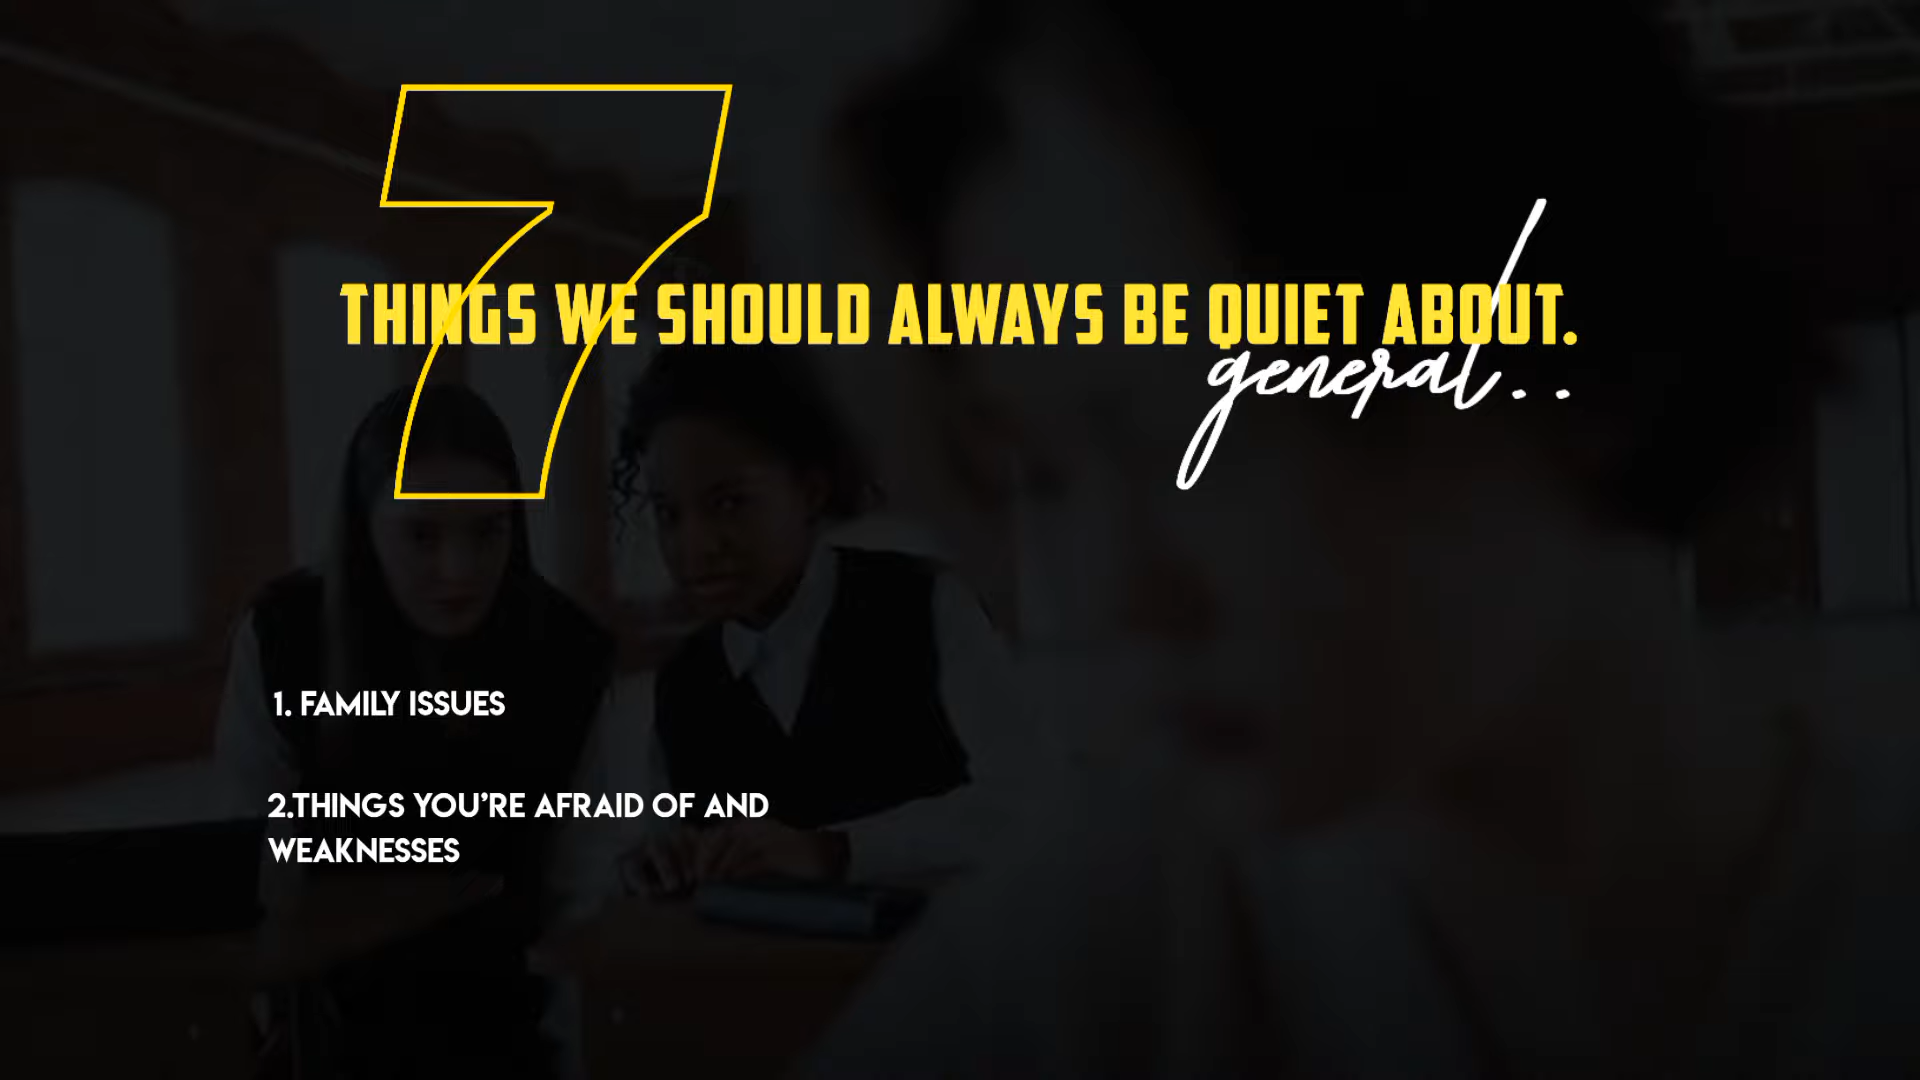 7
THINGS WE SHOULD ALWAYS BE QUIET ABOUT.
general..
1. FAMILY ISSUES
2.THINGS YOU'RE AFRAID OF AND
WEAKNESSES